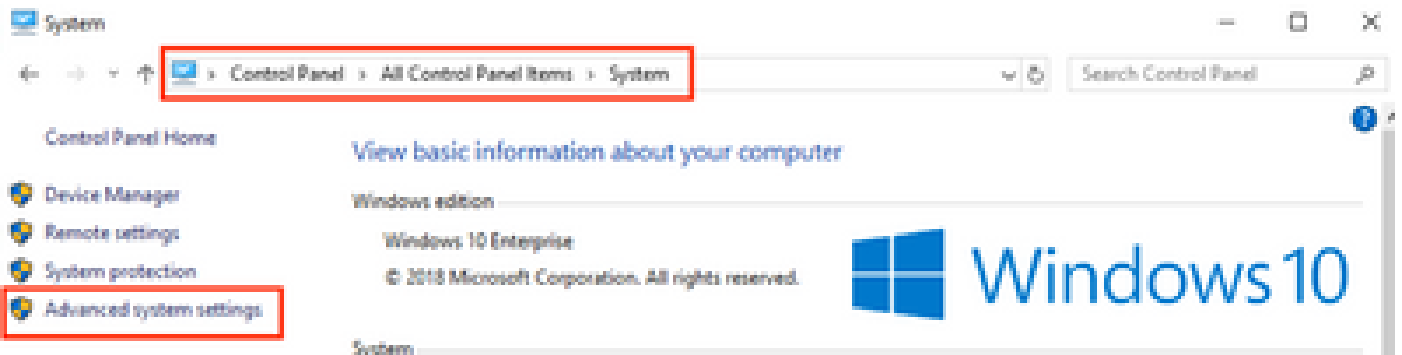 System
Control Panel > All Control Panel Items > System
Search Control Panel
Control Panel Home
View basic information about your computer
Device Manager
Windows edition
Remote settings
Windows 10 Enterprise
System protection
© 2018 Microsoft Corporation. All rights reserved.
Windows 10
Advanced system settings
System